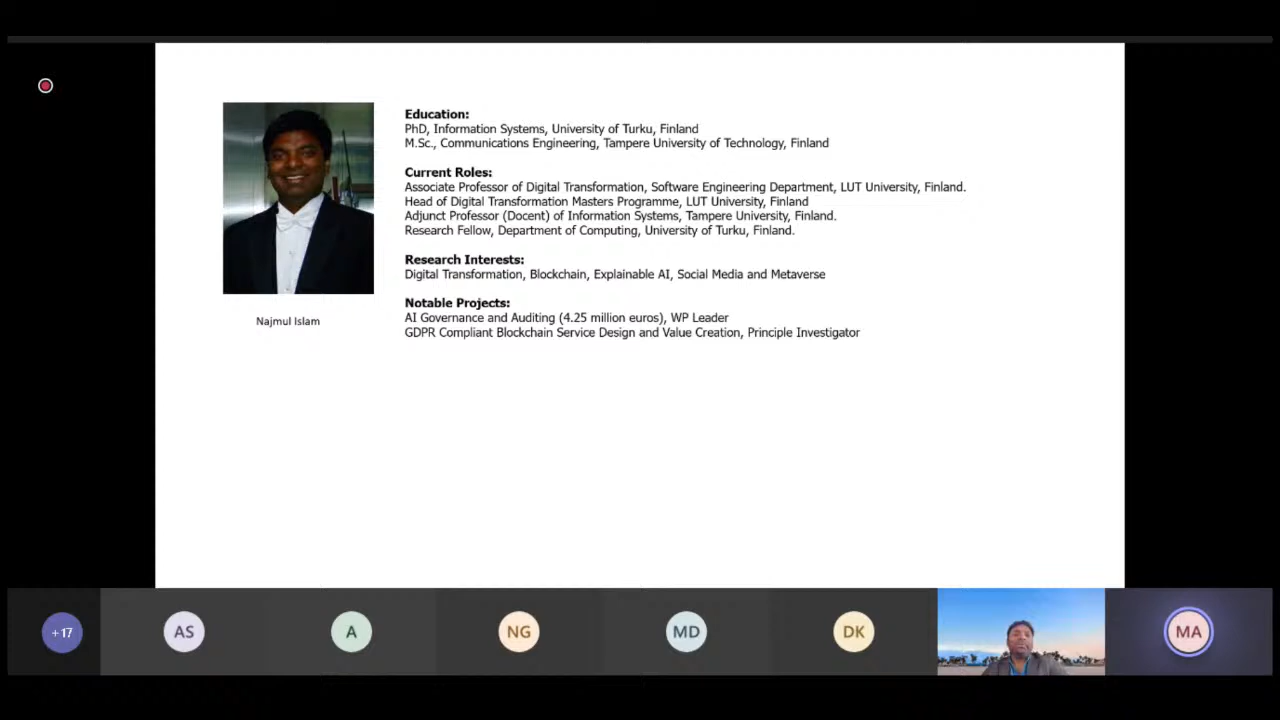 Education:
PhD, Information Systems, University of Turku, Finland
M.Sc., Communications Engineering, Tampere University of Technology, Finland
Current Roles:
Associate Professor of Digital Transformation, Software Engineering Department, LUT University, Finland.
Head of Digital Transformation Masters Programme, LUT University, Finland
Adjunct Professor (Docent) of Information Systems, Tampere University, Finland.
Research Fellow, Department of Computing, University of Turku, Finland.
Research Interests:
Digital Transformation, Blockchain, Explainable AI, Social Media and Metaverse
Notable Projects:
AI Governance and Auditing (4.25 million euros), WP Leader
GDPR Compliant Blockchain Service Design and Value Creation, Principle Investigator
Najmul Islam
+17 AS A NG MD DK MA